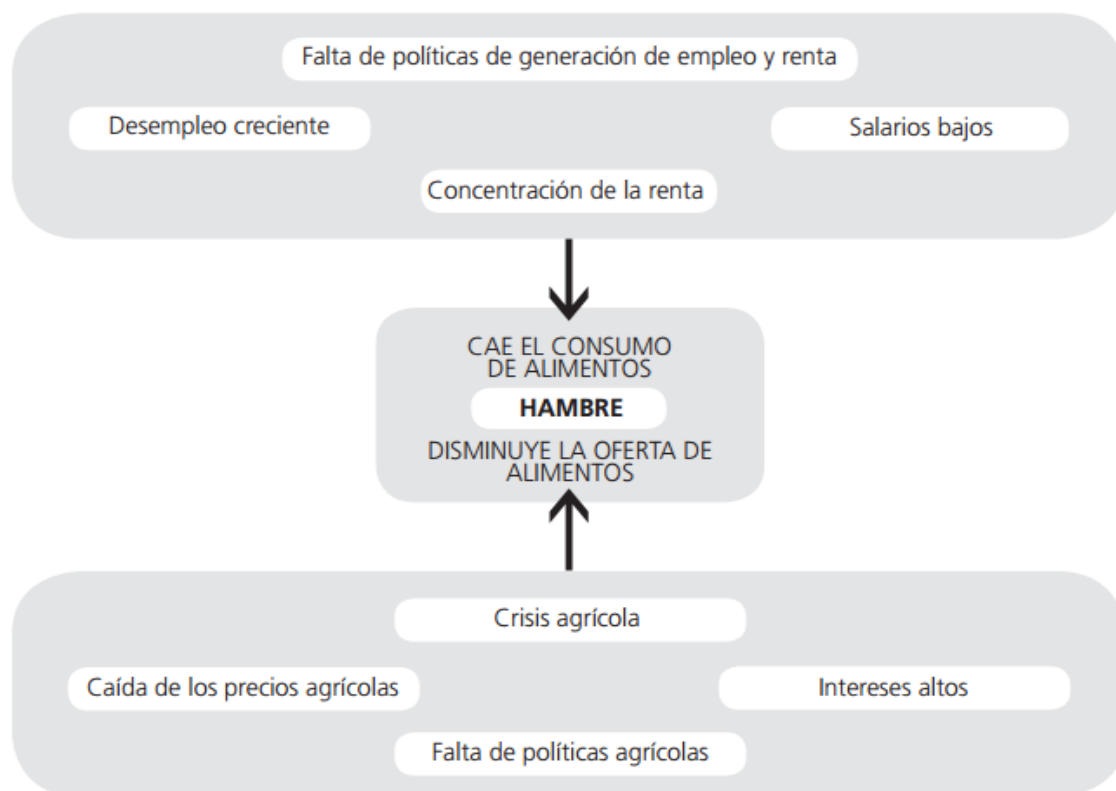 Falta de políticas de generación de empleo y renta
Desempleo creciente
Salarios bajos
Concentración de la renta
CAE EL CONSUMO
DE ALIMENTOS
HAMBRE
DISMINUYE LA OFERTA DE
ALIMENTOS
Crisis agrícola
Caída de los precios agrícolas
Intereses altos
Falta de políticas agrícolas